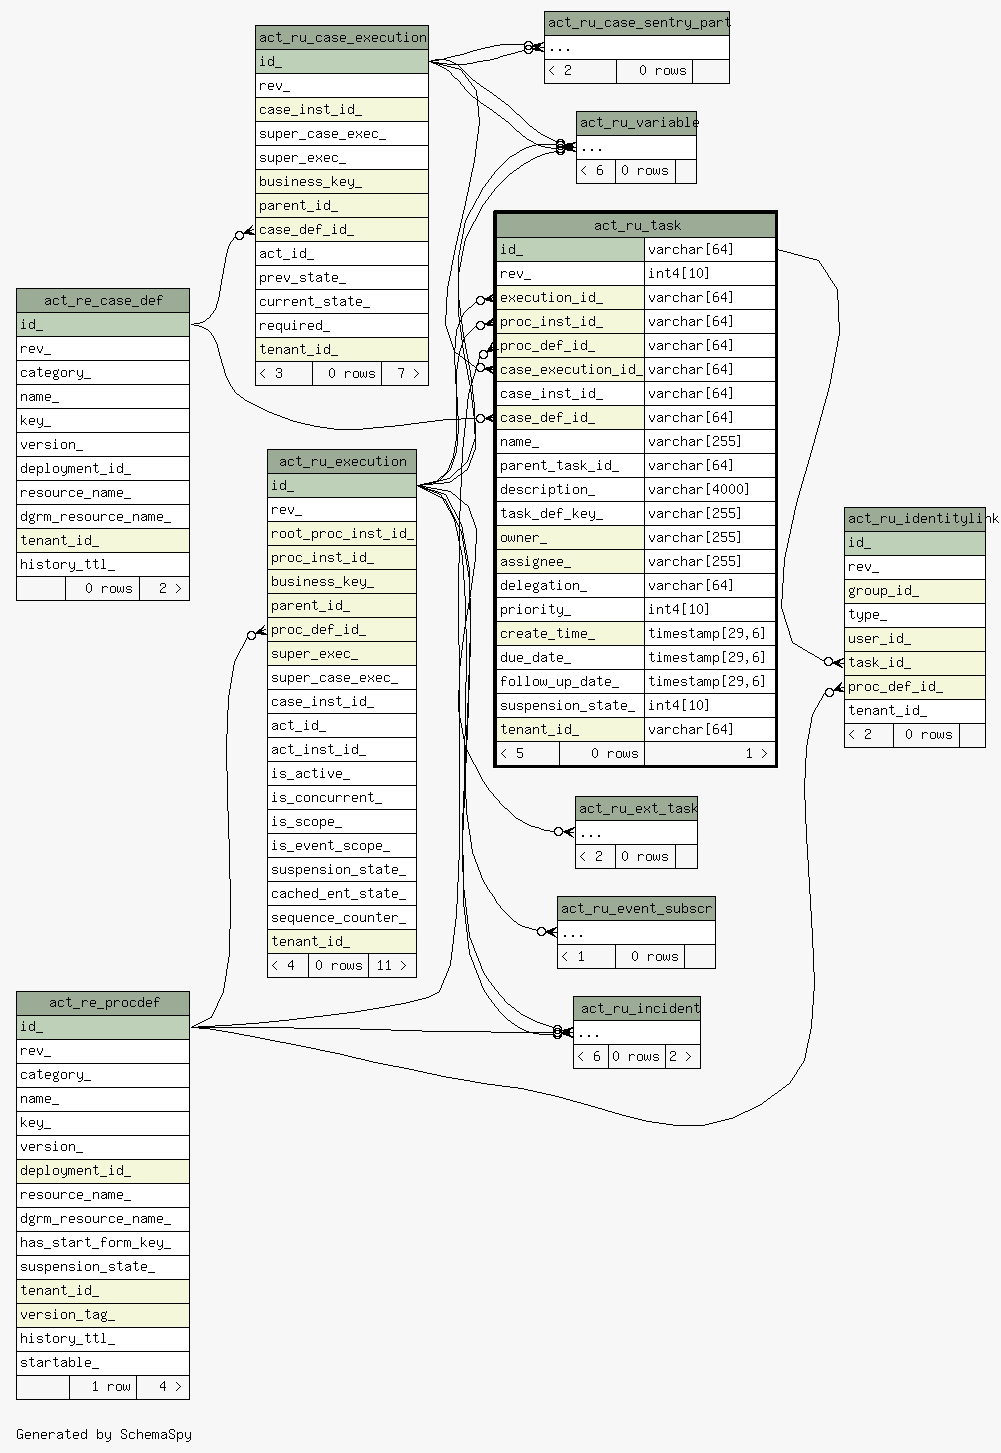 act_ru_case_sentry_part
...
< 2 0 rows
act_ru_case_execution
id_
rev_
case_inst_id_
super_case_exec_
super_exec_
business_key_
parent_id_
case_def_id_
act_id_
prev_state_
current_state_
required_
tenant_id_
< 3 0 rows 7 >
act_ru_variable
...
< 6 0 rows
act_ru_task
id_ varchar[64]
rev_ int4[10]
execution_id_ varchar[64]
proc_inst_id_ varchar[64]
proc_def_id_ varchar[64]
case_execution_id_ varchar[64]
case_inst_id_ varchar[64]
case_def_id_ varchar[64]
name_ varchar[255]
parent_task_id_ varchar[64]
description_ varchar[4000]
task_def_key_ varchar[255]
owner_ varchar[255]
assignee_ varchar[255]
delegation_ varchar[64]
priority_ int4[10]
create_time_ timestamp[29,6]
due_date_ timestamp[29,6]
follow_up_date_ timestamp[29,6]
suspension_state_ int4[10]
tenant_id_ varchar[64]
< 5 0 rows 1 >
act_re_case_def
id_
rev_
category_
name_
key_
version_
deployment_id_
resource_name_
dgrm_resource_name_
tenant_id_
history_ttl_
0 rows 2 >
act_ru_execution
id_
rev_
root_proc_inst_id_
proc_inst_id_
business_key_
parent_id_
proc_def_id_
super_exec_
super_case_exec_
case_inst_id_
act_id_
act_inst_id_
is_active_
is_concurrent_
is_scope_
is_event_scope_
suspension_state_
cached_ent_state_
sequence_counter_
tenant_id_
< 4 0 rows 11 >
act_ru_identitylink
id_
rev_
group_id_
type_
user_id_
task_id_
proc_def_id_
tenant_id_
< 2 0 rows
act_ru_ext_task
...
< 2 0 rows
act_ru_event_subscr
...
< 1 0 rows
act_ru_incident
...
< 6 0 rows 2 >
act_re_procdef
id_
rev_
category_
name_
key_
version_
deployment_id_
resource_name_
dgrm_resource_name_
has_start_form_key_
suspension_state_
tenant_id_
version_tag_
history_ttl_
startable_
1 row 4 >
Generated by SchemaSpy